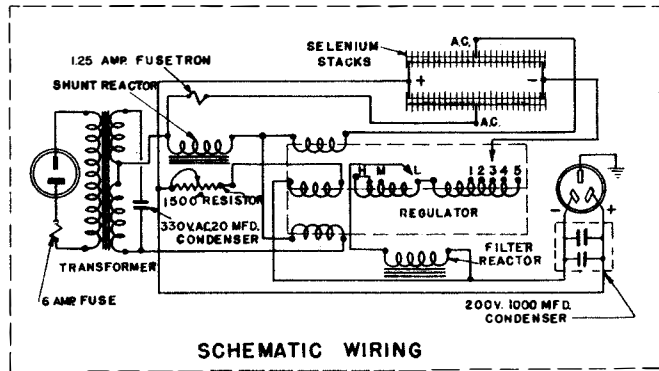 A.C.
1.25 AMP. FUSETRON
SELENIUM
STACKS
SHUNT REACTOR
+
-
A.C.
H M L
1 2 3 4 5
1500 RESISTOR
REGULATOR
- +
330 V.A.C. 20 MFD.
CONDENSER
FILTER
REACTOR
TRANSFORMER
6 AMP. FUSE
200 V. 1000 MFD.
CONDENSER
SCHEMATIC WIRING